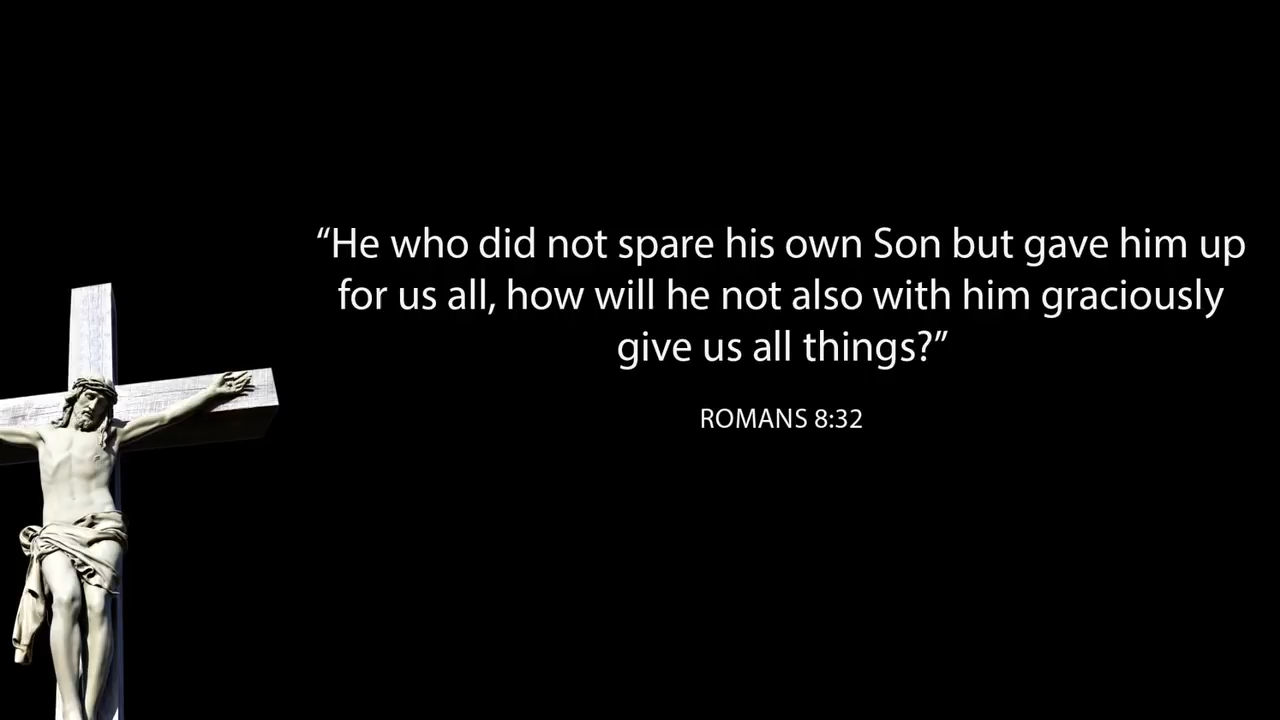 “He who did not spare his own Son but gave him up
for us all, how will he not also with him graciously
give us all things?”
ROMANS 8:32